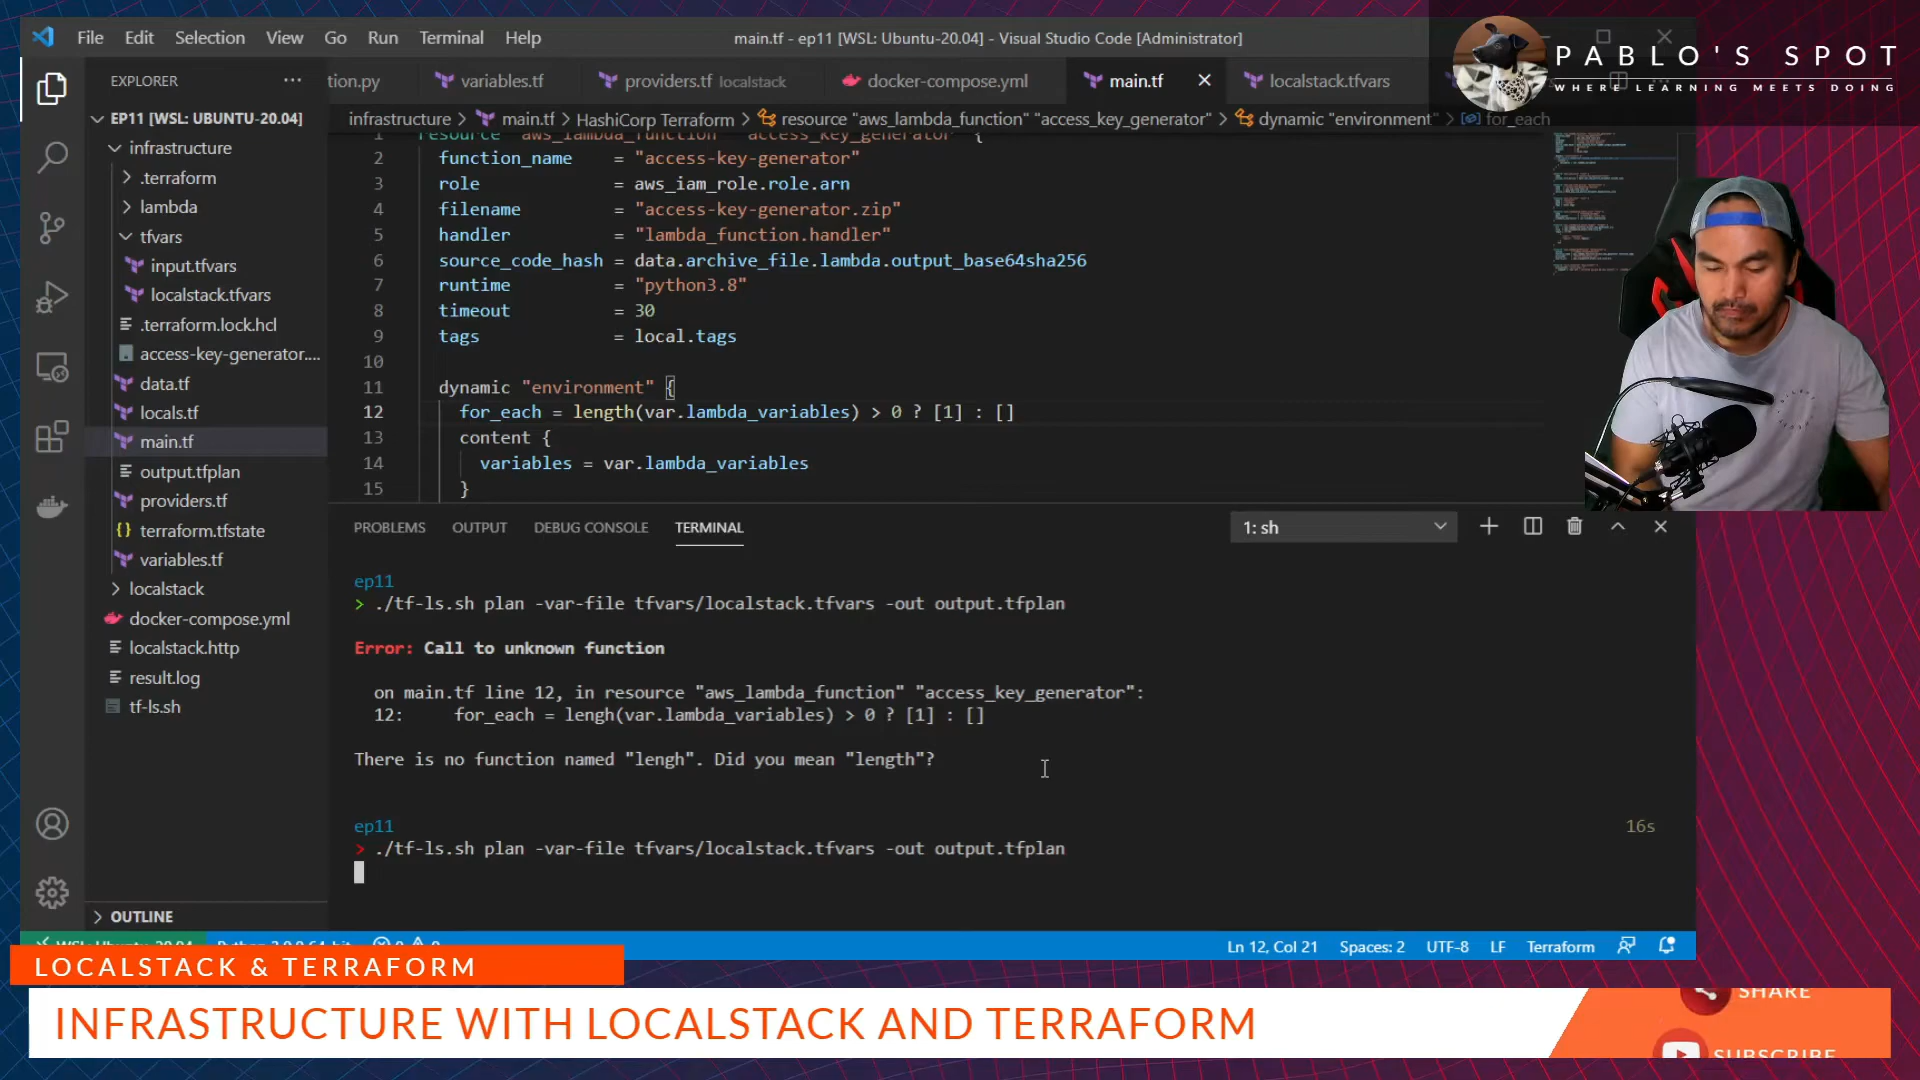 File Edit Selection View Go Run Terminal Help
main.tf - ep11 [WSL: Ubuntu-20.04] - Visual Studio Code [Administrator]
PABLO'S SPOT
WHERE LEARNING MEETS DOING
EXPLORER
tion.py variables.tf providers.tf localstack docker-compose.yml main.tf localstack.tfvars
infrastructure > main.tf > HashiCorp Terraform > resource "aws_lambda_function" "access_key_generator" > dynamic "environment" > for_each
EP11 [WSL: UBUNTU-20.04]
infrastructure
.terraform
lambda
tfvars
input.tfvars
localstack.tfvars
.terraform.lock.hcl
access-key-generator....
data.tf
locals.tf
main.tf
output.tfplan
providers.tf
terraform.tfstate
variables.tf
localstack
docker-compose.yml
localstack.http
result.log
tf-ls.sh
OUTLINE
1 resource "aws_lambda_function" "access_key_generator" {
2 function_name = "access-key-generator"
3 role = aws_iam_role.role.arn
4 filename = "access-key-generator.zip"
5 handler = "lambda_function.handler"
6 source_code_hash = data.archive_file.lambda.output_base64sha256
7 runtime = "python3.8"
8 timeout = 30
9 tags = local.tags
10
11 dynamic "environment" {
12 for_each = length(var.lambda_variables) > 0 ? [1] : []
13 content {
14 variables = var.lambda_variables
15 }
PROBLEMS OUTPUT DEBUG CONSOLE TERMINAL
1: sh
ep11
> ./tf-ls.sh plan -var-file tfvars/localstack.tfvars -out output.tfplan
Error: Call to unknown function
on main.tf line 12, in resource "aws_lambda_function" "access_key_generator":
12: for_each = lengh(var.lambda_variables) > 0 ? [1] : []
There is no function named "lengh". Did you mean "length"?
ep11 16s
> ./tf-ls.sh plan -var-file tfvars/localstack.tfvars -out output.tfplan
Ln 12, Col 21 Spaces: 2 UTF-8 LF Terraform
LOCALSTACK & TERRAFORM
INFRASTRUCTURE WITH LOCALSTACK AND TERRAFORM
SHARE
SUBSCRIBE